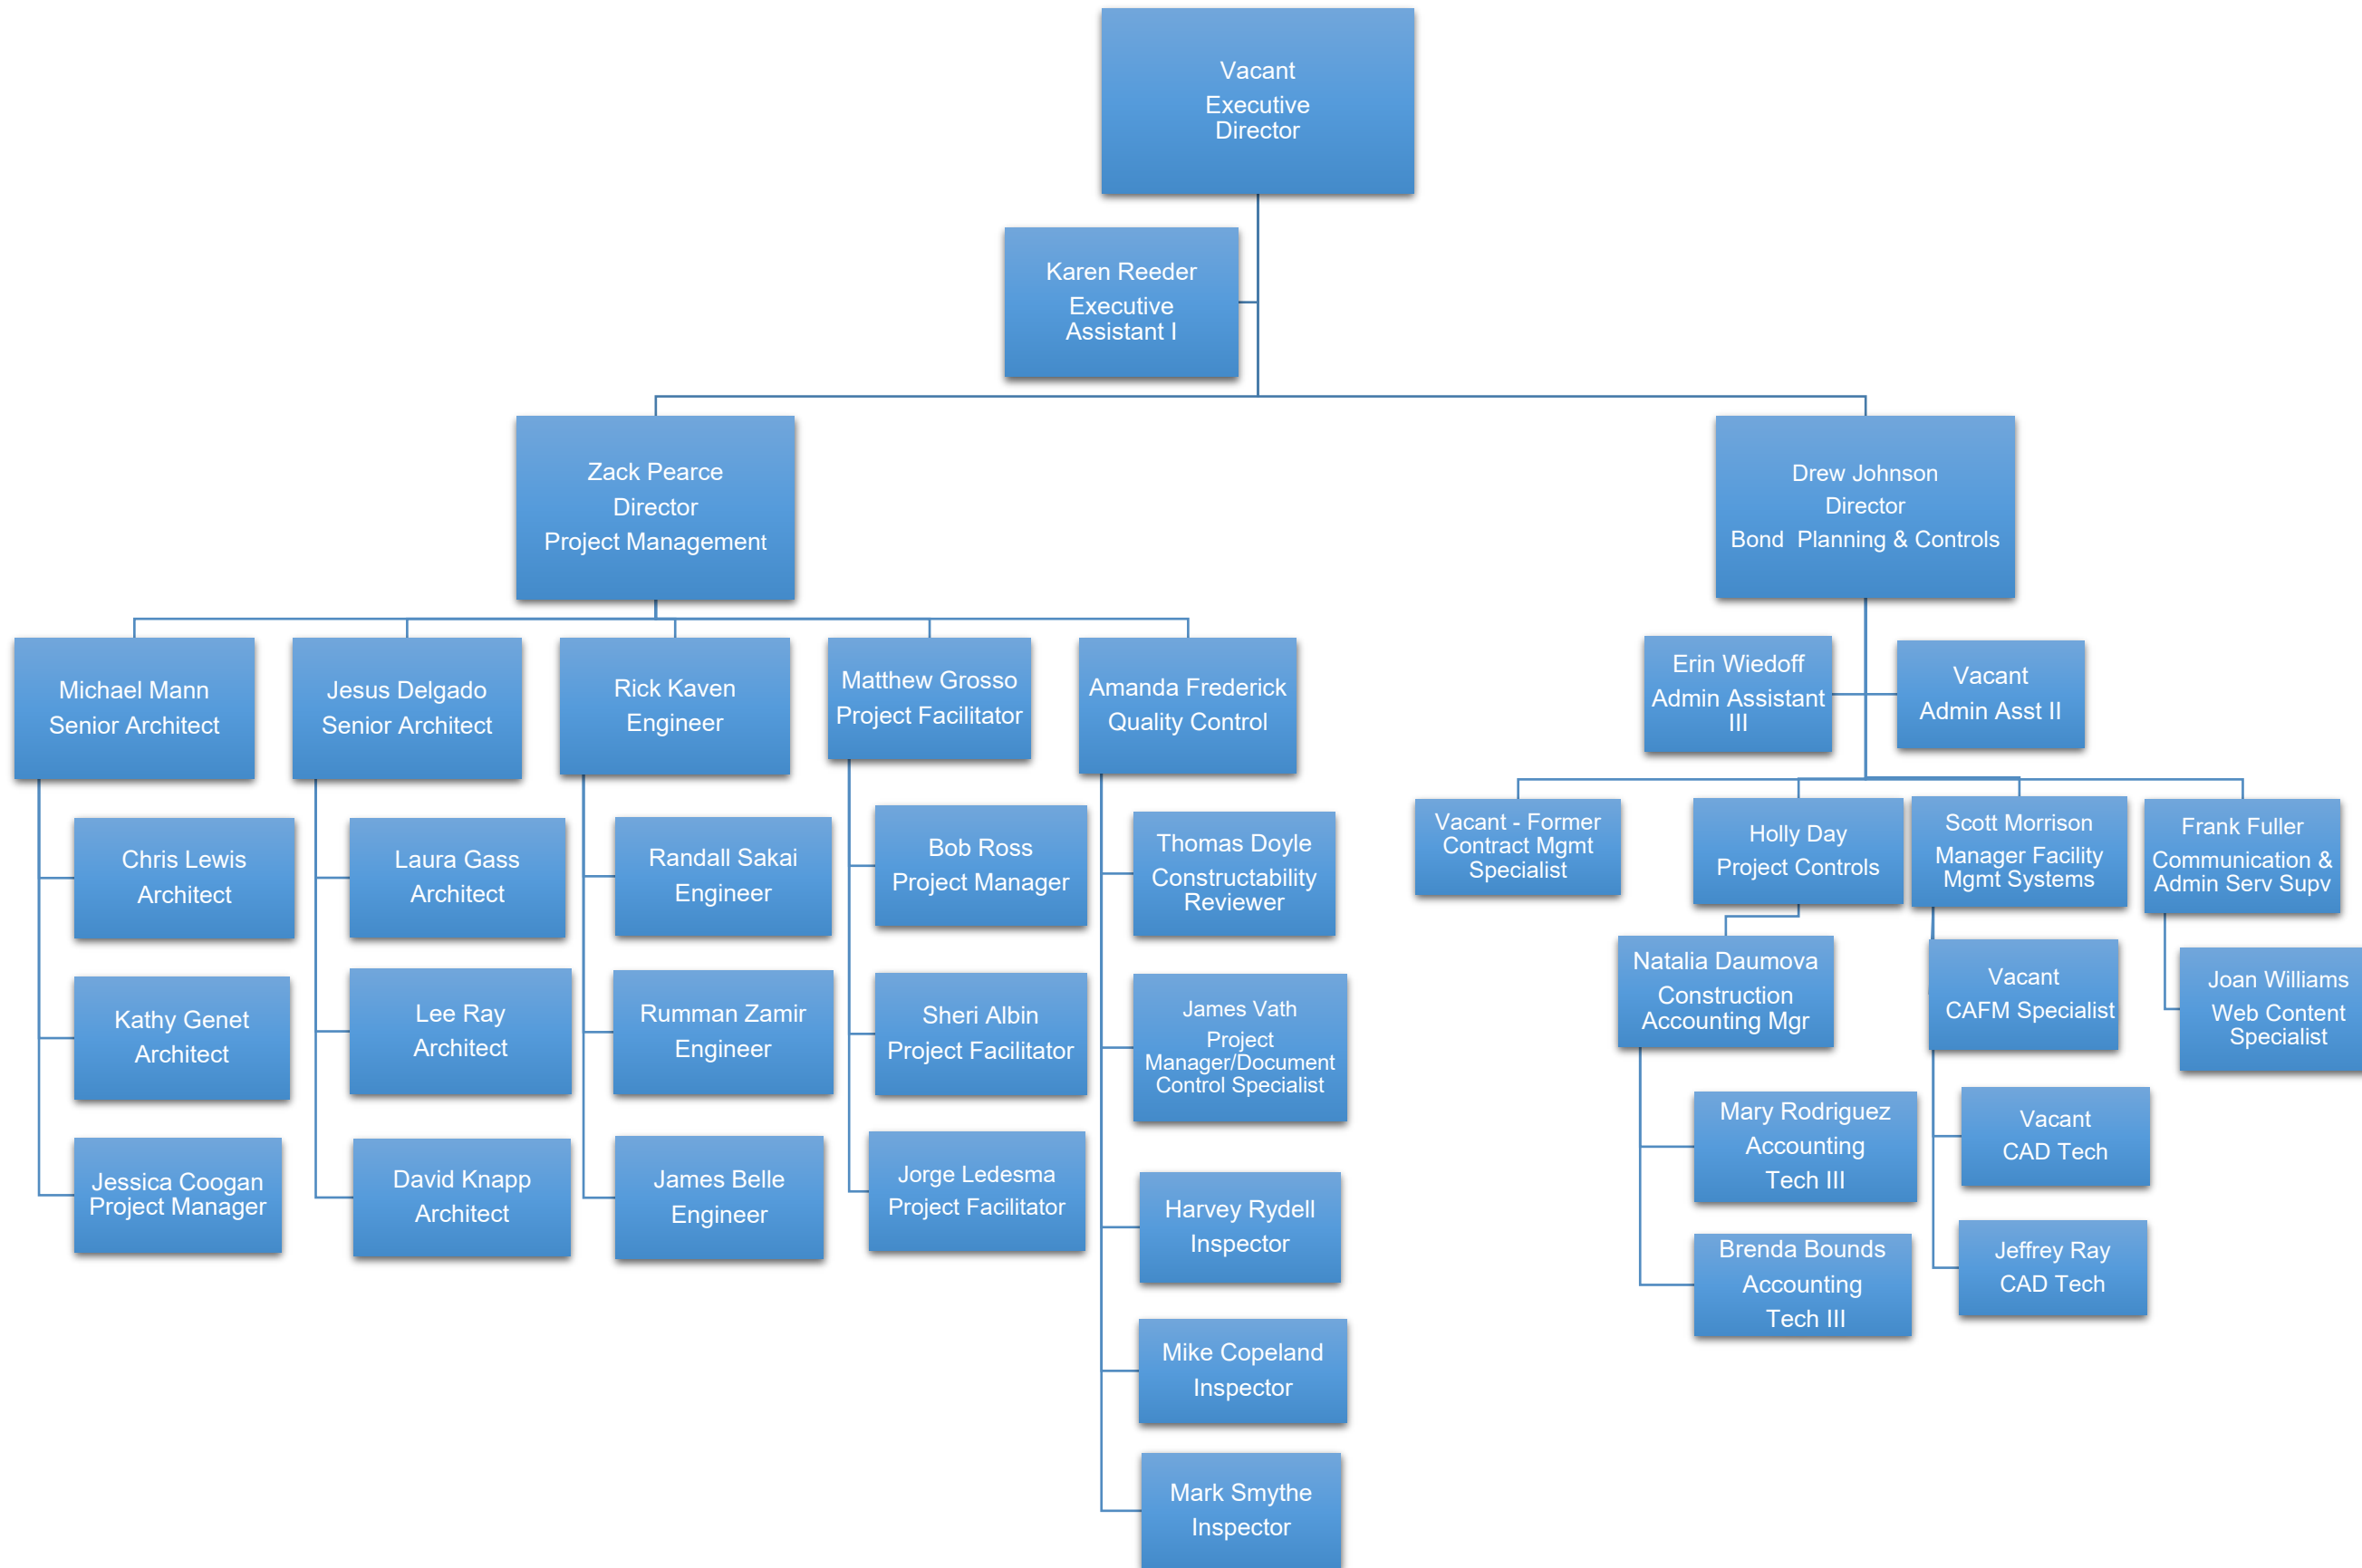 Vacant
Executive
Director
Karen Reeder
Executive
Assistant I
Zack Pearce
Director
Project Management
Drew Johnson
Director
Bond  Planning & Controls
Michael Mann
Senior Architect
Jesus Delgado
Senior Architect
Rick Kaven
Engineer
Matthew Grosso
Project Facilitator
Amanda Frederick
Quality Control
Erin Wiedoff
Admin Assistant
III
Vacant
Admin Asst II
Chris Lewis
Architect
Kathy Genet
Architect
Jessica Coogan
Project Manager
Laura Gass
Architect
Lee Ray
Architect
David Knapp
Architect
Randall Sakai
Engineer
Rumman Zamir
Engineer
James Belle
Engineer
Bob Ross
Project Manager
Sheri Albin
Project Facilitator
Jorge Ledesma
Project Facilitator
Thomas Doyle
Constructability
Reviewer
James Vath
Project
Manager/Document
Control Specialist
Harvey Rydell
Inspector
Mike Copeland
Inspector
Mark Smythe
Inspector
Vacant - Former
Contract Mgmt
Specialist
Holly Day
Project Controls
Natalia Daumova
Construction
Accounting Mgr
Mary Rodriguez
Accounting
Tech III
Brenda Bounds
Accounting
Tech III
Scott Morrison
Manager Facility
Mgmt Systems
Vacant
CAFM Specialist
Vacant
CAD Tech
Jeffrey Ray
CAD Tech
Frank Fuller
Communication &
Admin Serv Supv
Joan Williams
Web Content
Specialist